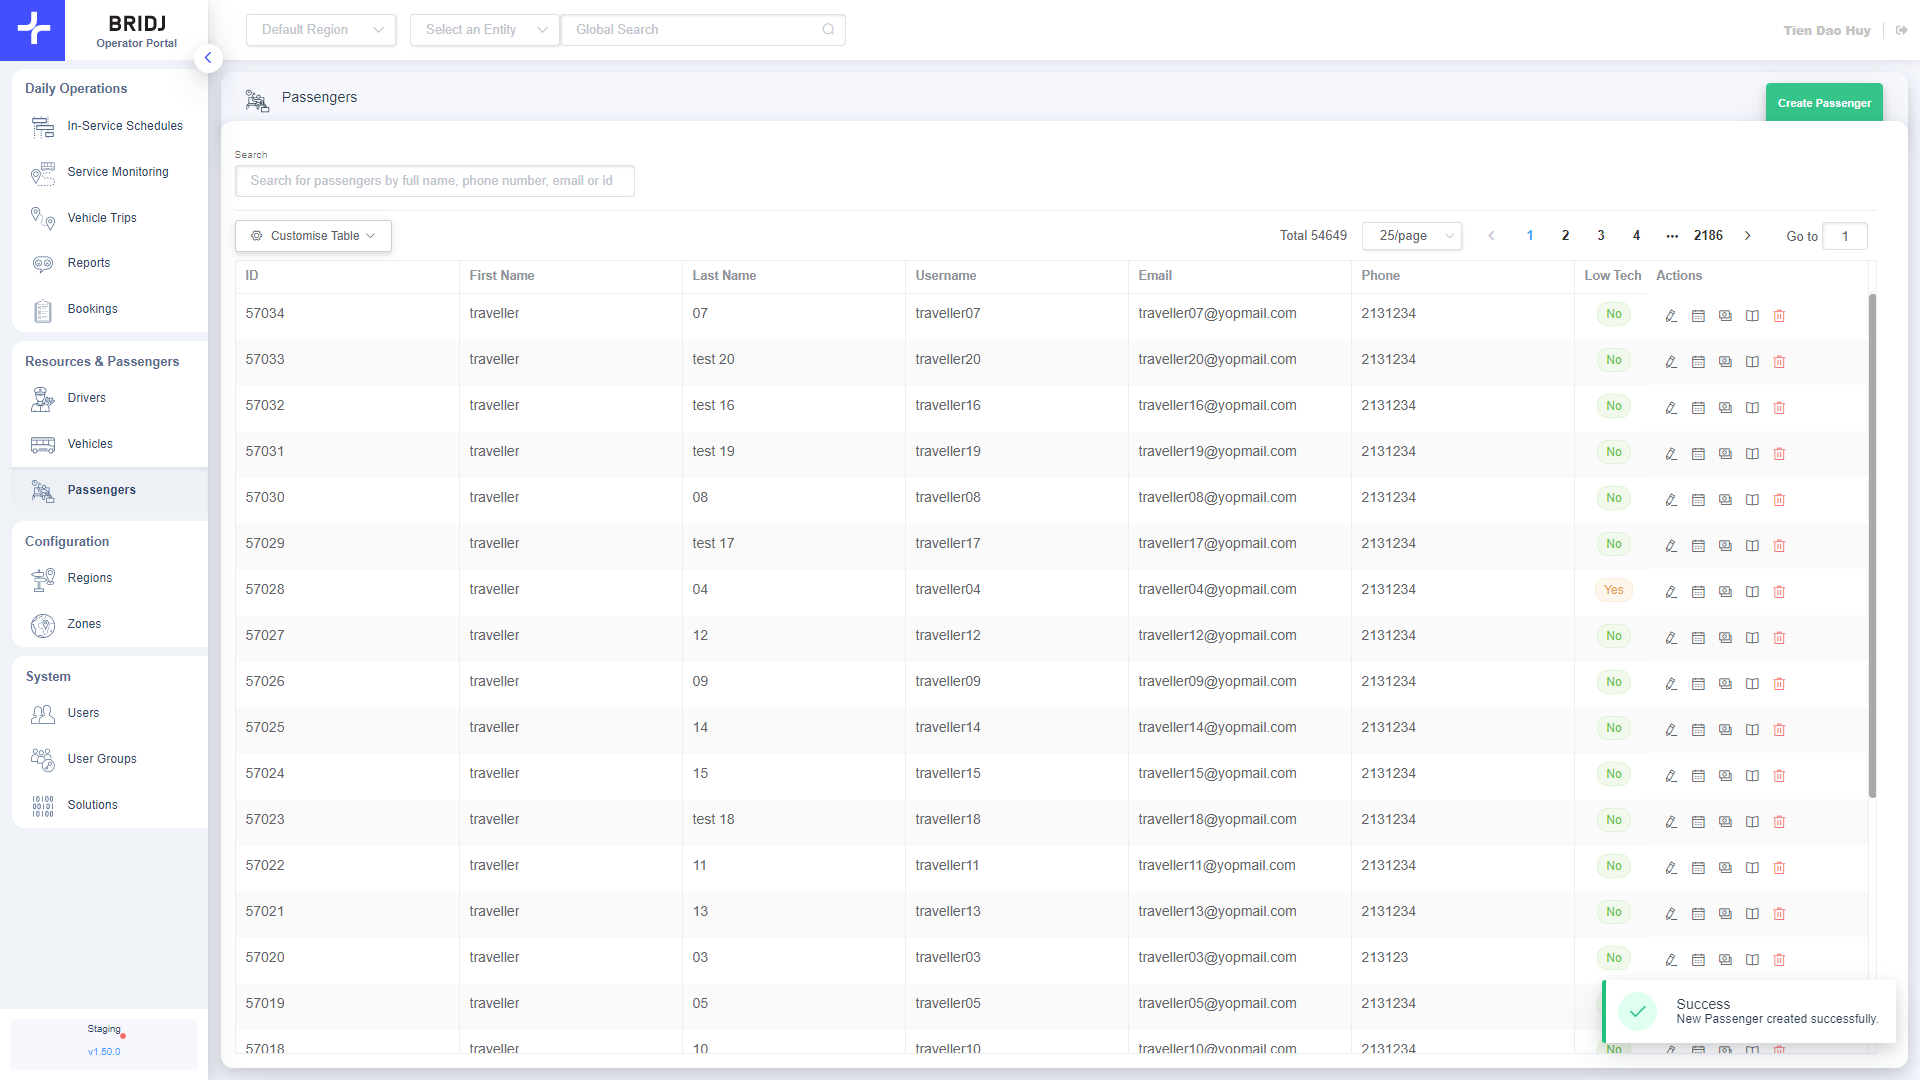 BRIDJ
Operator Portal
Default Region
Select an Entity
Global Search
Tien Dao Huy
Daily Operations
In-Service Schedules
Service Monitoring
Vehicle Trips
Reports
Bookings
Resources & Passengers
Drivers
Vehicles
Passengers
Configuration
Regions
Zones
System
Users
User Groups
Solutions
Staging
v1.50.0
Passengers
Create Passenger
Search
Search for passengers by full name, phone number, email or id
Customise Table
Total 54649 25/page 1 2 3 4 ••• 2186 Go to 1
ID First Name Last Name Username Email Phone Low Tech Actions
57034 traveller 07 traveller07 traveller07@yopmail.com 2131234 No
57033 traveller test 20 traveller20 traveller20@yopmail.com 2131234 No
57032 traveller test 16 traveller16 traveller16@yopmail.com 2131234 No
57031 traveller test 19 traveller19 traveller19@yopmail.com 2131234 No
57030 traveller 08 traveller08 traveller08@yopmail.com 2131234 No
57029 traveller test 17 traveller17 traveller17@yopmail.com 2131234 No
57028 traveller 04 traveller04 traveller04@yopmail.com 2131234 Yes
57027 traveller 12 traveller12 traveller12@yopmail.com 2131234 No
57026 traveller 09 traveller09 traveller09@yopmail.com 2131234 No
57025 traveller 14 traveller14 traveller14@yopmail.com 2131234 No
57024 traveller 15 traveller15 traveller15@yopmail.com 2131234 No
57023 traveller test 18 traveller18 traveller18@yopmail.com 2131234 No
57022 traveller 11 traveller11 traveller11@yopmail.com 2131234 No
57021 traveller 13 traveller13 traveller13@yopmail.com 2131234 No
57020 traveller 03 traveller03 traveller03@yopmail.com 213123 No
57019 traveller 05 traveller05 traveller05@yopmail.com 2131234
57018 traveller 10 traveller10 traveller10@yopmail.com 2131234 No
Success
New Passenger created successfully.